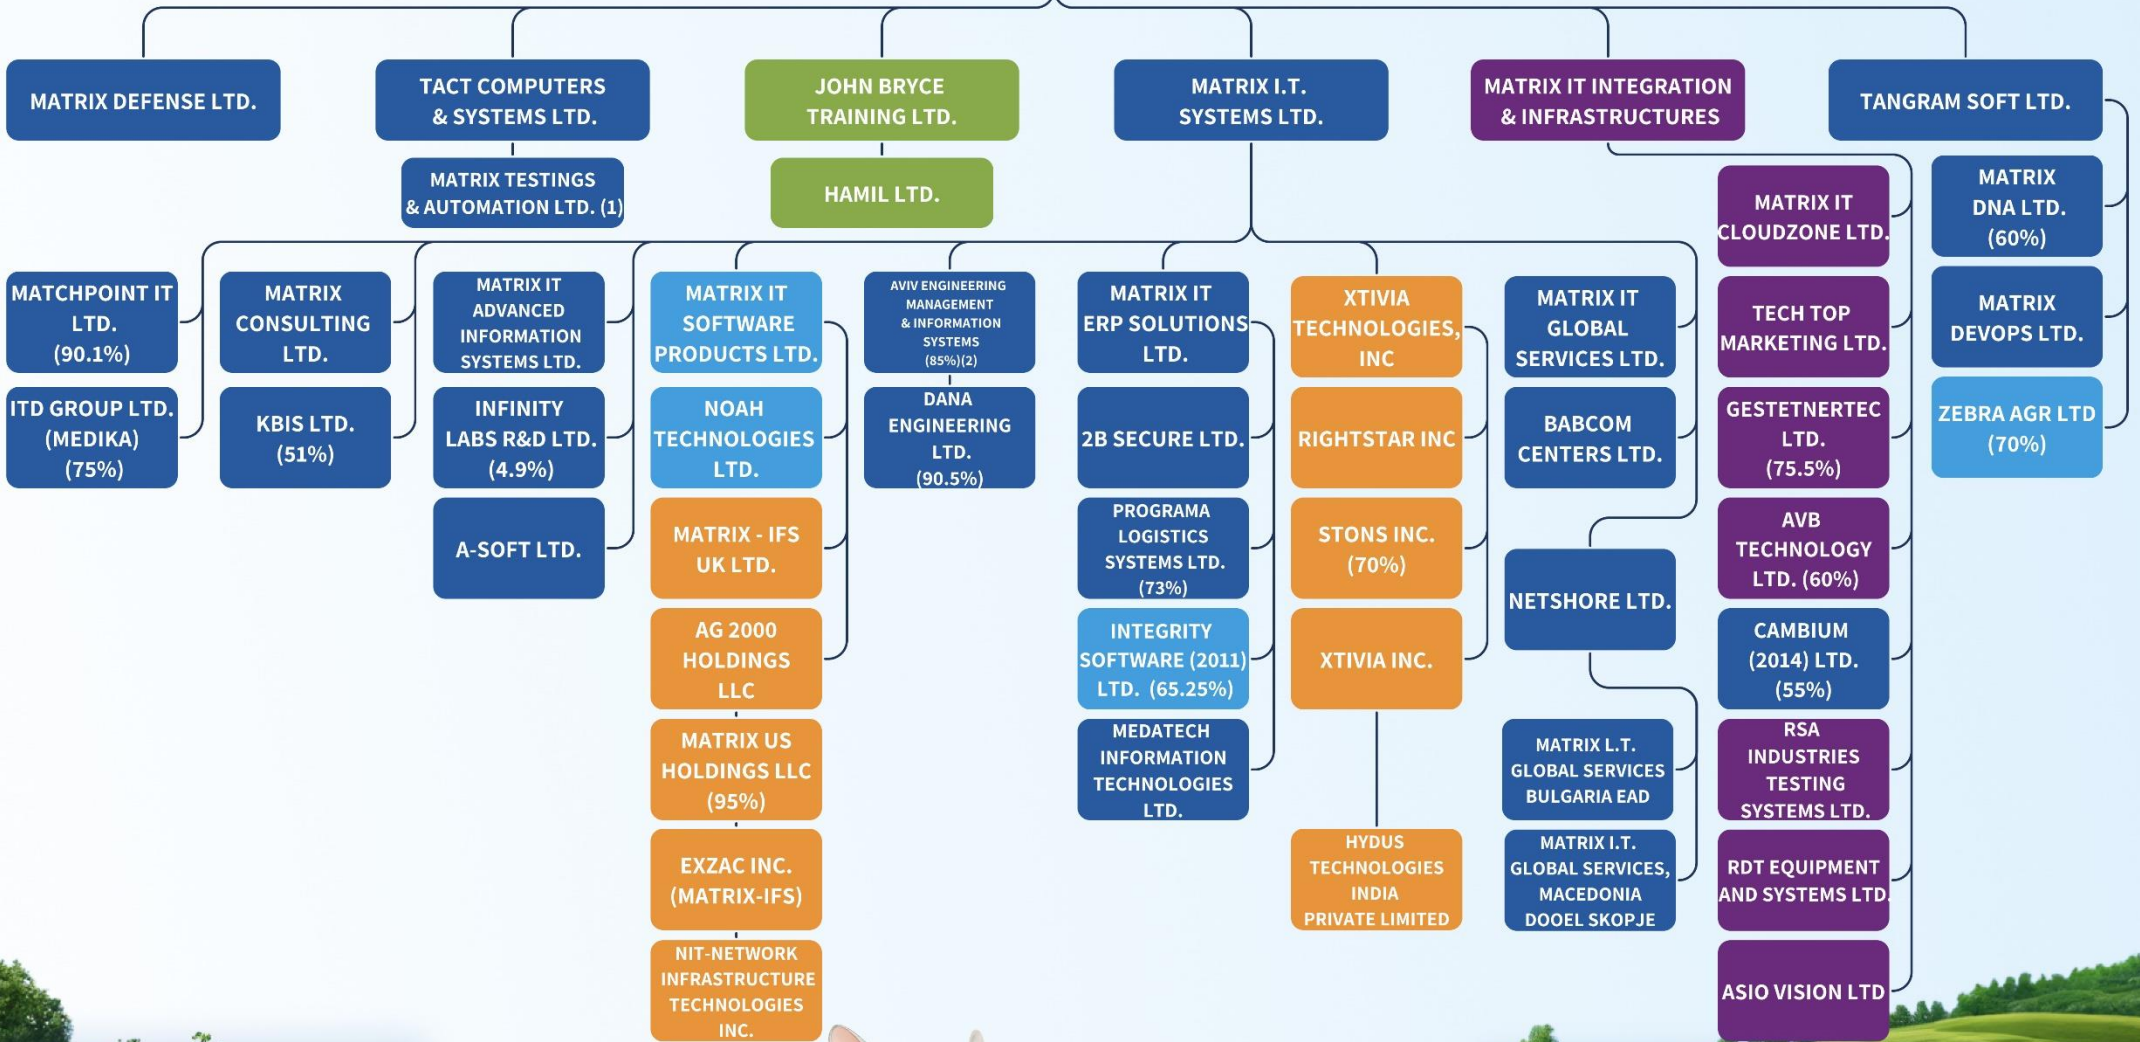 MATRIX DEFENSE LTD.
TACT COMPUTERS
& SYSTEMS LTD.
JOHN BRYCE
TRAINING LTD.
MATRIX I.T.
SYSTEMS LTD.
MATRIX IT INTEGRATION
& INFRASTRUCTURES
TANGRAM SOFT LTD.
MATRIX TESTINGS
& AUTOMATION LTD. (1)
HAMIL LTD.
MATCHPOINT IT
LTD.
(90.1%)
ITD GROUP LTD.
(MEDIKA)
(75%)
MATRIX
CONSULTING
LTD.
KBIS LTD.
(51%)
MATRIX IT
ADVANCED
INFORMATION
SYSTEMS LTD.
INFINITY
LABS R&D LTD.
(4.9%)
A-SOFT LTD.
MATRIX IT
SOFTWARE
PRODUCTS LTD.
NOAH
TECHNOLOGIES
LTD.
MATRIX - IFS
UK LTD.
AG 2000
HOLDINGS
LLC
MATRIX US
HOLDINGS LLC
(95%)
EXZAC INC.
(MATRIX-IFS)
NIT-NETWORK
INFRASTRUCTURE
TECHNOLOGIES
INC.
AVIV ENGINEERING
MANAGEMENT
& INFORMATION
SYSTEMS
(85%)(2)
DANA
ENGINEERING
LTD.
(90.5%)
MATRIX IT
ERP SOLUTIONS
LTD.
2B SECURE LTD.
PROGRAMA
LOGISTICS
SYSTEMS LTD.
(73%)
INTEGRITY
SOFTWARE (2011)
LTD. (65.25%)
MEDATECH
INFORMATION
TECHNOLOGIES
LTD.
XTIVIA
TECHNOLOGIES,
INC
RIGHTSTAR INC
STONS INC.
(70%)
XTIVIA INC.
HYDUS
TECHNOLOGIES
INDIA
PRIVATE LIMITED
MATRIX IT
GLOBAL
SERVICES LTD.
BABCOM
CENTERS LTD.
NETSHORE LTD.
MATRIX L.T.
GLOBAL SERVICES
BULGARIA EAD
MATRIX I.T.
GLOBAL SERVICES,
MACEDONIA
DOOEL SKOPJE
MATRIX IT
CLOUDZONE LTD.
TECH TOP
MARKETING LTD.
GESTETNERTEC
LTD.
(75.5%)
AVB
TECHNOLOGY
LTD. (60%)
CAMBIUM
(2014) LTD.
(55%)
RSA
INDUSTRIES
TESTING
SYSTEMS LTD.
RDT EQUIPMENT
AND SYSTEMS LTD.
ASIO VISION LTD
MATRIX
DNA LTD.
(60%)
MATRIX
DEVOPS LTD.
ZEBRA AGR LTD
(70%)